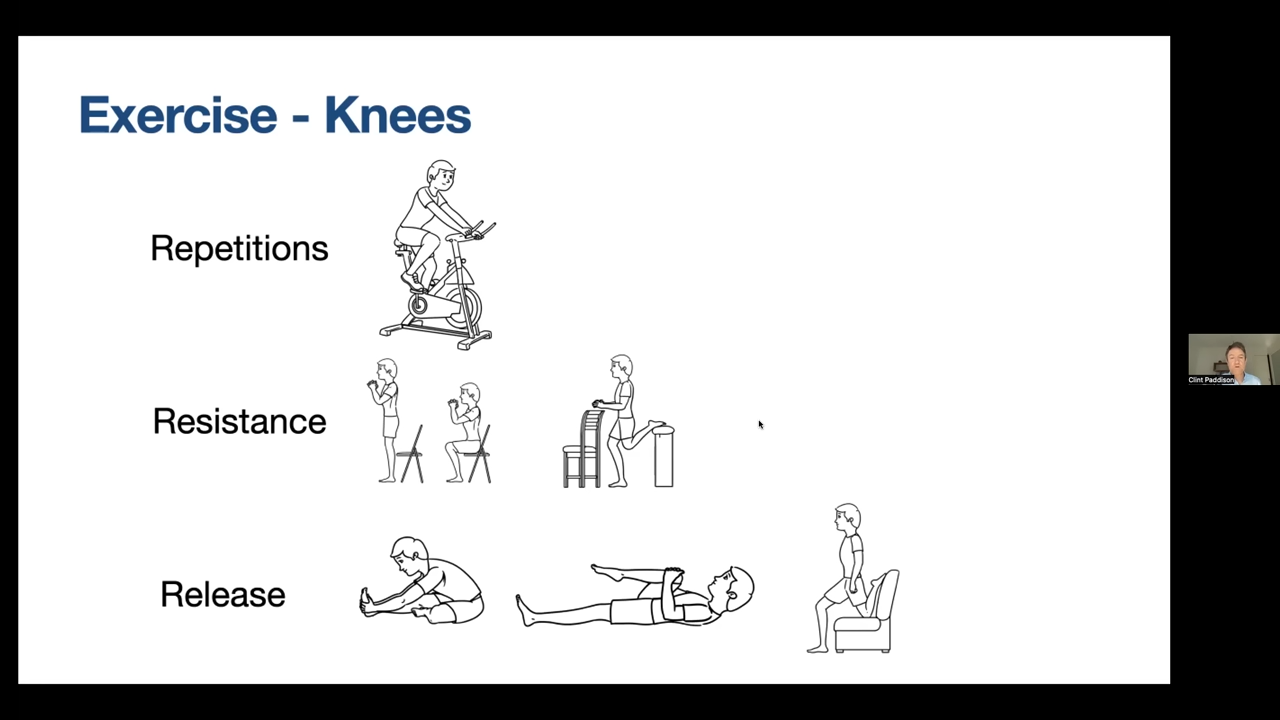 Exercise - Knees
Repetitions
Resistance
Release
Clint Paddison